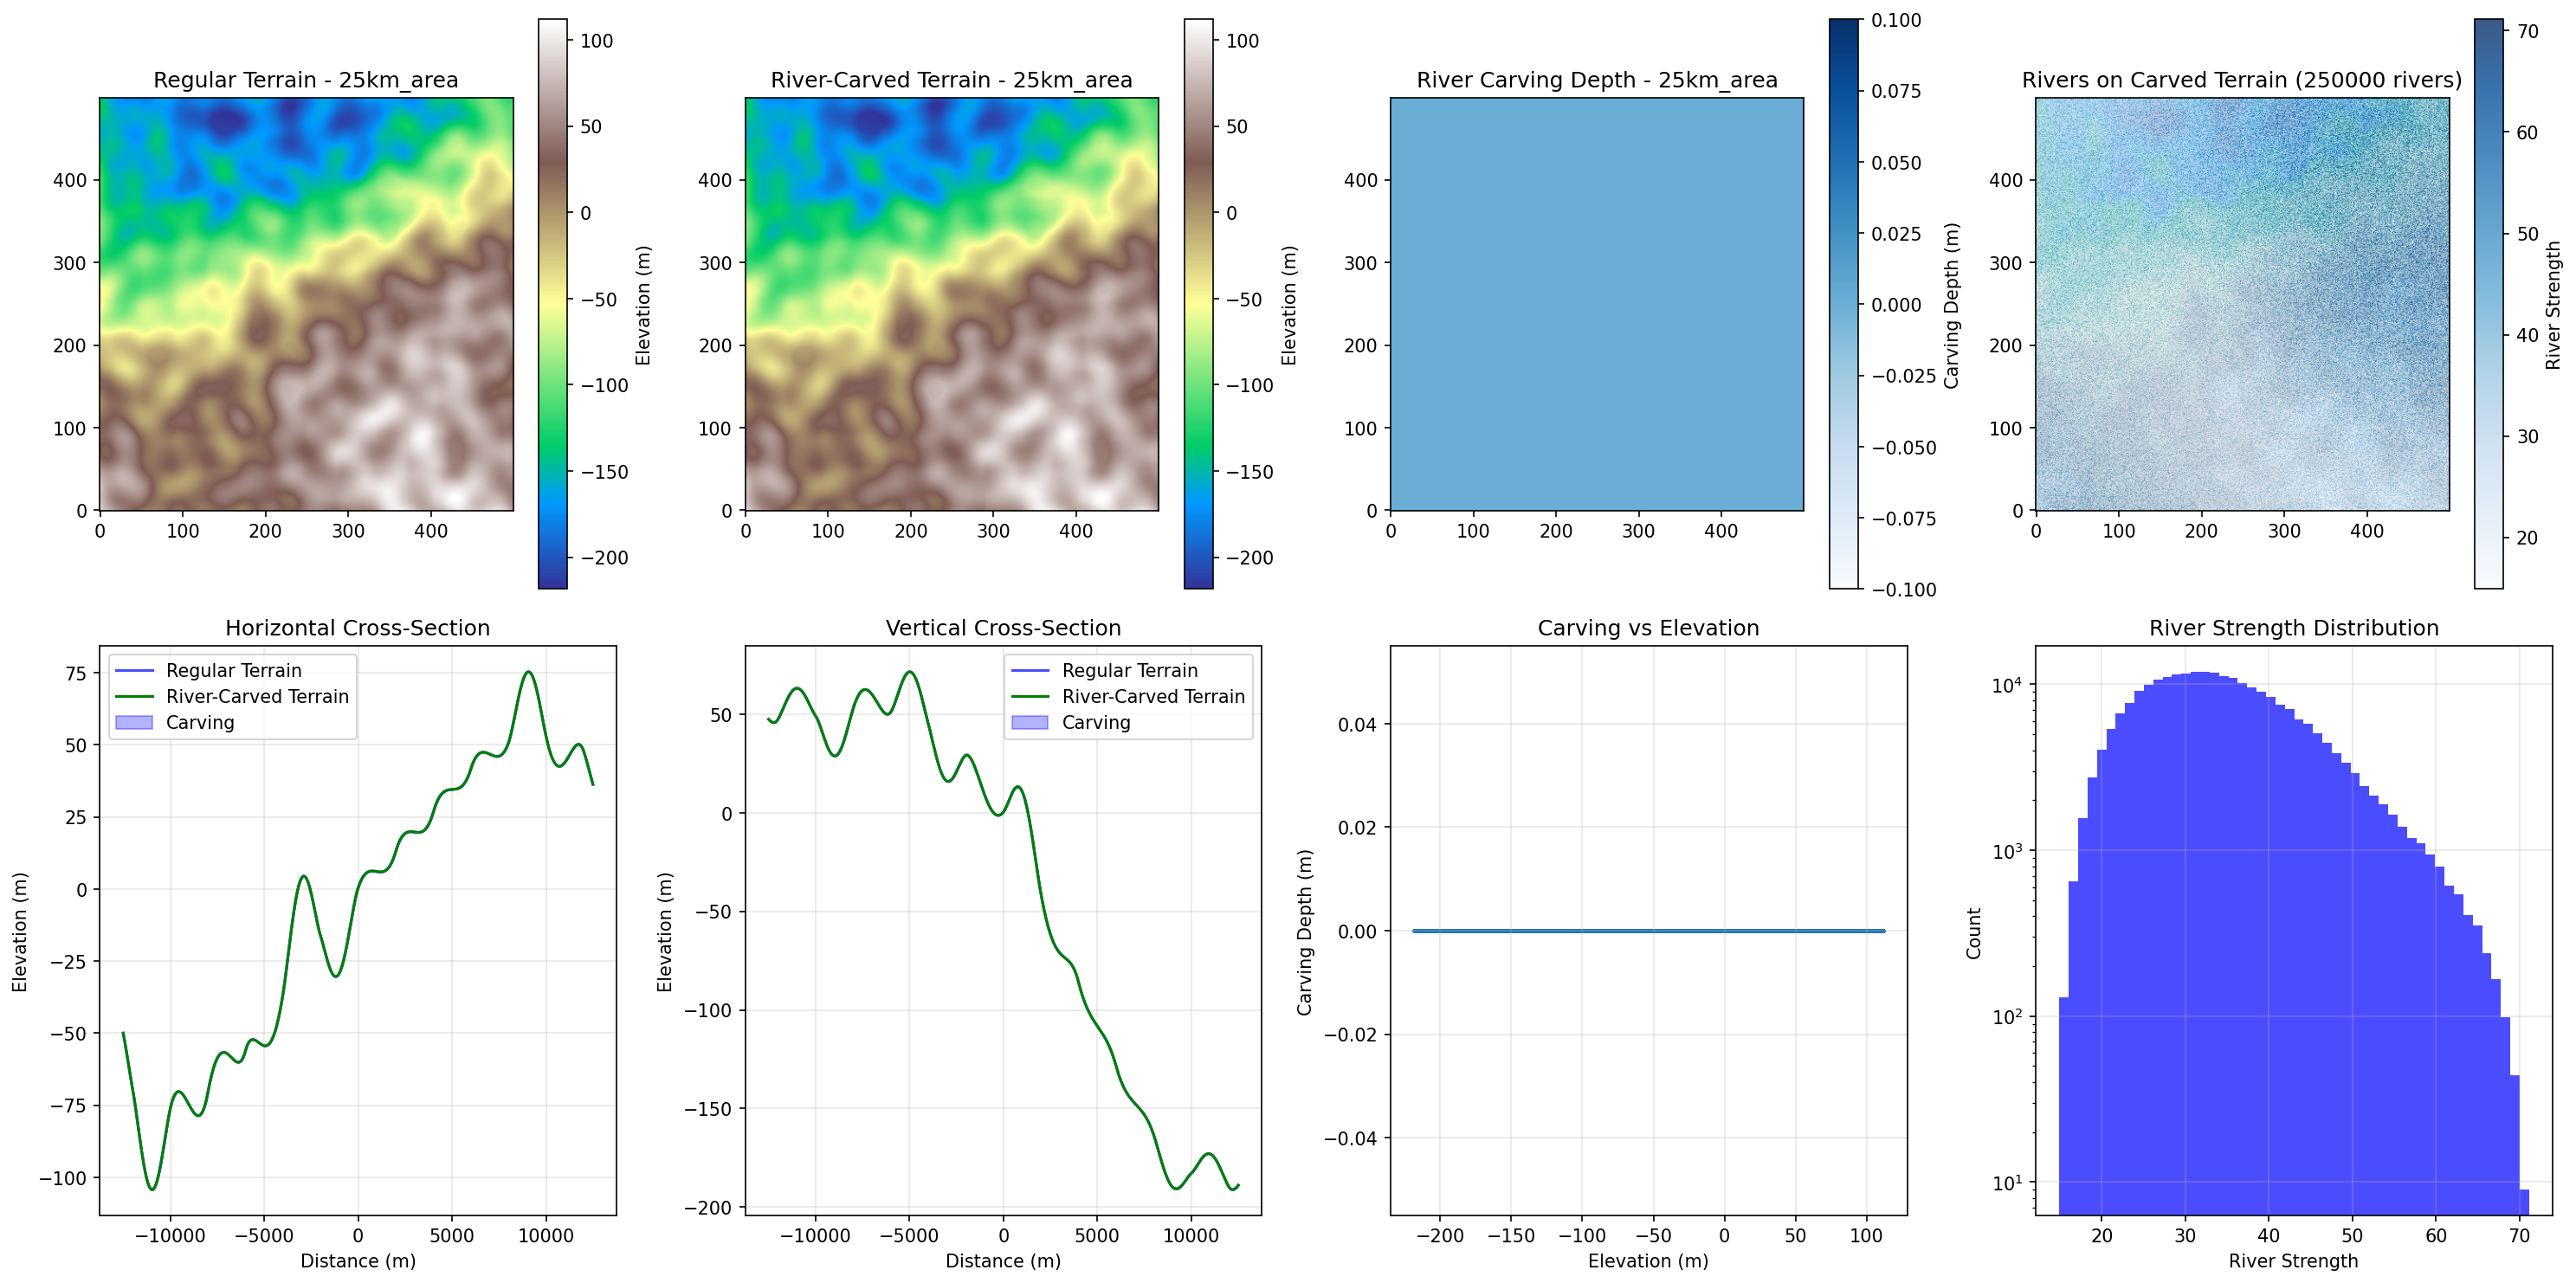 Regular Terrain - 25km_area
400
300
200
100
0
0 100 200 300 400
100
50
0
−50
−100
−150
−200
Elevation (m)
River-Carved Terrain - 25km_area
400
300
200
100
0
0 100 200 300 400
100
50
0
−50
−100
−150
−200
Elevation (m)
River Carving Depth - 25km_area
400
300
200
100
0
0 100 200 300 400
0.100
0.075
0.050
0.025
0.000
−0.025
−0.050
−0.075
−0.100
Carving Depth (m)
Rivers on Carved Terrain (250000 rivers)
400
300
200
100
0
0 100 200 300 400
70
60
50
40
30
20
River Strength
Horizontal Cross-Section
Regular Terrain
River-Carved Terrain
Carving
75
50
25
0
−25
−50
−75
−100
Elevation (m)
−10000 −5000 0 5000 10000
Distance (m)
Vertical Cross-Section
Regular Terrain
River-Carved Terrain
Carving
50
0
−50
−100
−150
−200
Elevation (m)
−10000 −5000 0 5000 10000
Distance (m)
Carving vs Elevation
0.04
0.02
0.00
−0.02
−0.04
Carving Depth (m)
−200 −150 −100 −50 0 50 100
Elevation (m)
River Strength Distribution
10⁴
10³
10²
10¹
Count
20 30 40 50 60 70
River Strength